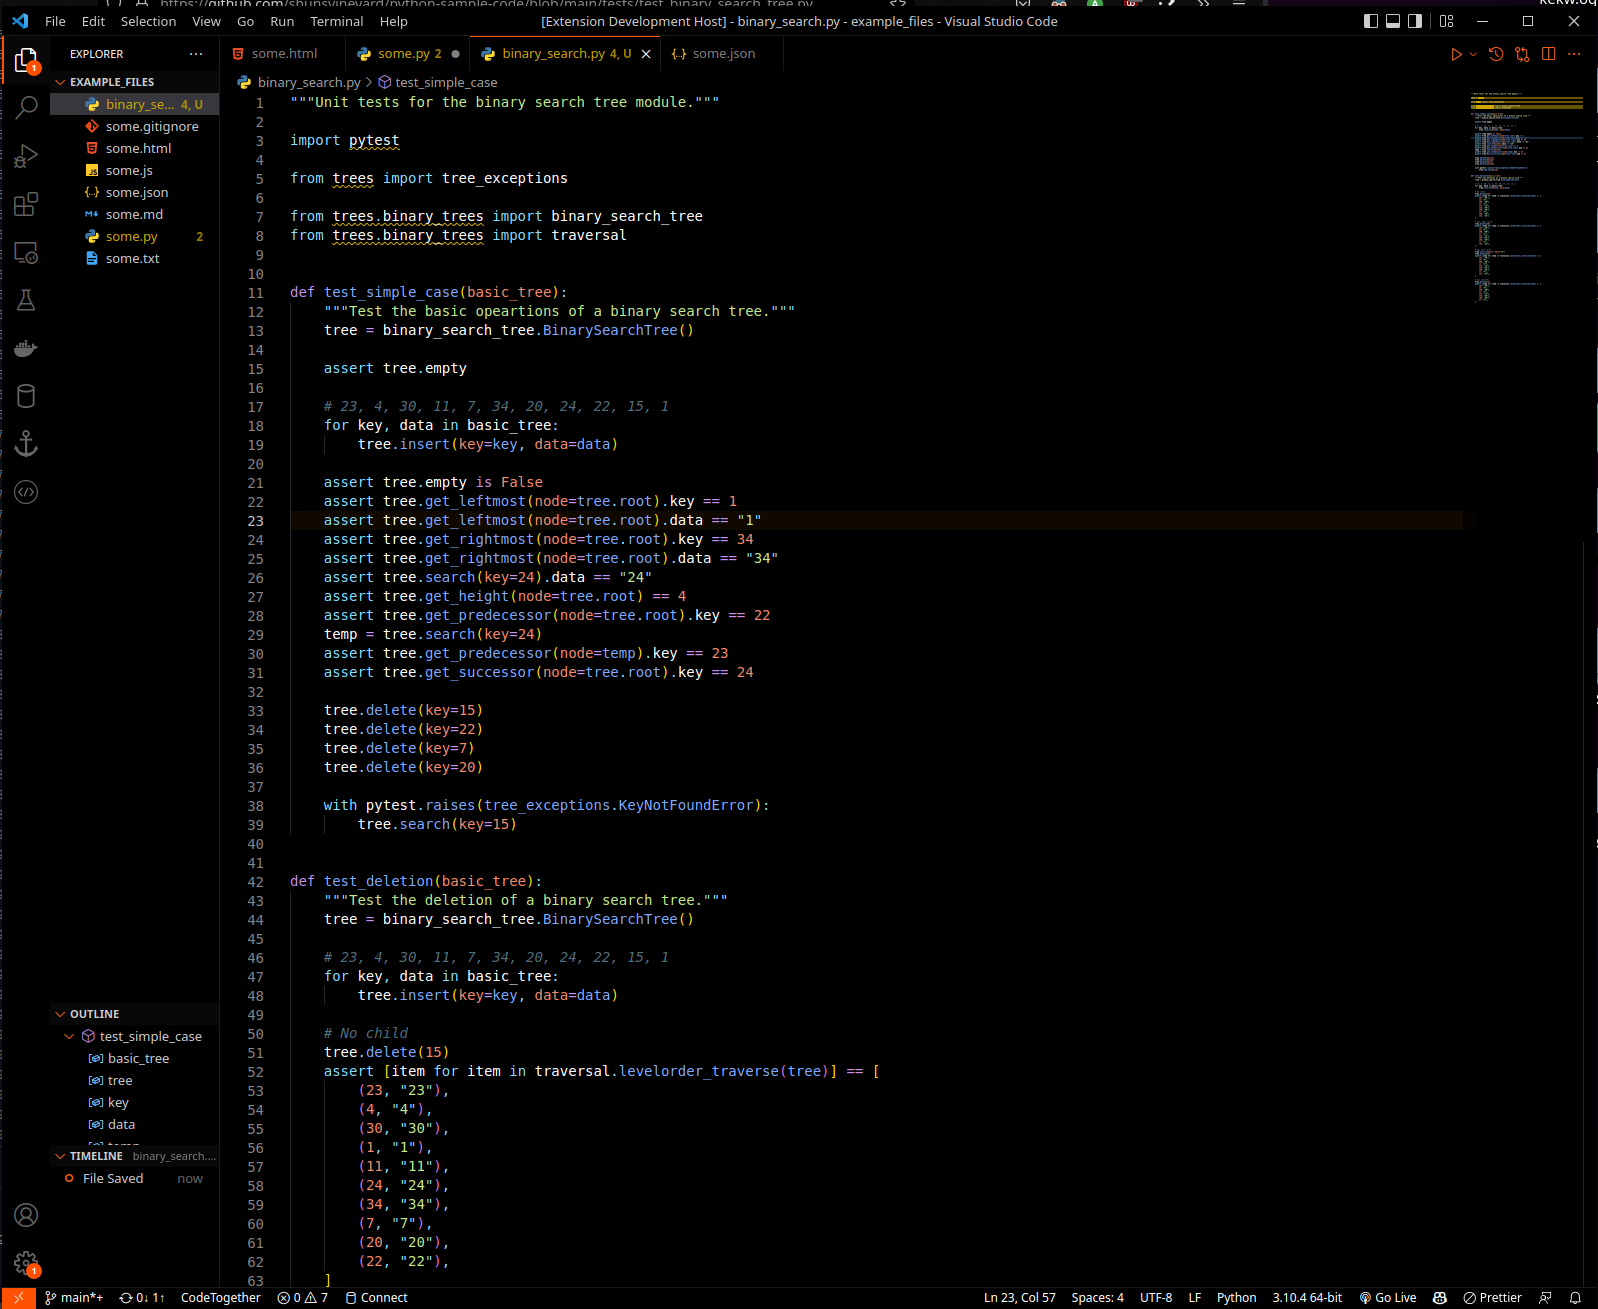 File Edit Selection View Go Run Terminal Help [Extension Development Host] - binary_search.py - example_files - Visual Studio Code
EXPLORER
EXAMPLE_FILES
binary_se... 4, U
some.gitignore
some.html
some.js
some.json
some.md
some.py 2
some.txt
OUTLINE
test_simple_case
basic_tree
tree
key
data
TIMELINE binary_search....
File Saved now
some.html some.py 2 binary_search.py 4, U some.json
binary_search.py > test_simple_case
1 """Unit tests for the binary search tree module."""
2
3 import pytest
4
5 from trees import tree_exceptions
6
7 from trees.binary_trees import binary_search_tree
8 from trees.binary_trees import traversal
9
10
11 def test_simple_case(basic_tree):
12 """Test the basic opeartions of a binary search tree."""
13 tree = binary_search_tree.BinarySearchTree()
14
15 assert tree.empty
16
17 # 23, 4, 30, 11, 7, 34, 20, 24, 22, 15, 1
18 for key, data in basic_tree:
19 tree.insert(key=key, data=data)
20
21 assert tree.empty is False
22 assert tree.get_leftmost(node=tree.root).key == 1
23 assert tree.get_leftmost(node=tree.root).data == "1"
24 assert tree.get_rightmost(node=tree.root).key == 34
25 assert tree.get_rightmost(node=tree.root).data == "34"
26 assert tree.search(key=24).data == "24"
27 assert tree.get_height(node=tree.root) == 4
28 assert tree.get_predecessor(node=tree.root).key == 22
29 temp = tree.search(key=24)
30 assert tree.get_predecessor(node=temp).key == 23
31 assert tree.get_successor(node=tree.root).key == 24
32
33 tree.delete(key=15)
34 tree.delete(key=22)
35 tree.delete(key=7)
36 tree.delete(key=20)
37
38 with pytest.raises(tree_exceptions.KeyNotFoundError):
39 tree.search(key=15)
40
41
42 def test_deletion(basic_tree):
43 """Test the deletion of a binary search tree."""
44 tree = binary_search_tree.BinarySearchTree()
45
46 # 23, 4, 30, 11, 7, 34, 20, 24, 22, 15, 1
47 for key, data in basic_tree:
48 tree.insert(key=key, data=data)
49
50 # No child
51 tree.delete(15)
52 assert [item for item in traversal.levelorder_traverse(tree)] == [
53 (23, "23"),
54 (4, "4"),
55 (30, "30"),
56 (1, "1"),
57 (11, "11"),
58 (24, "24"),
59 (34, "34"),
60 (7, "7"),
61 (20, "20"),
62 (22, "22"),
63 ]
main*+ 0↓ 1↑ CodeTogether 0 7 Connect Ln 23, Col 57 Spaces: 4 UTF-8 LF Python 3.10.4 64-bit Go Live Prettier